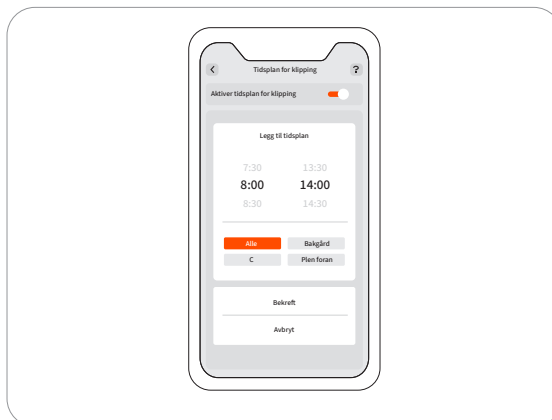 Tidsplan for klipping ?
Aktiver tidsplan for klipping
Legg til tidsplan
7:30 13:30
8:00 14:00
8:30 14:30
Alle Bakgård
C Plen foran
Bekreft
Avbryt